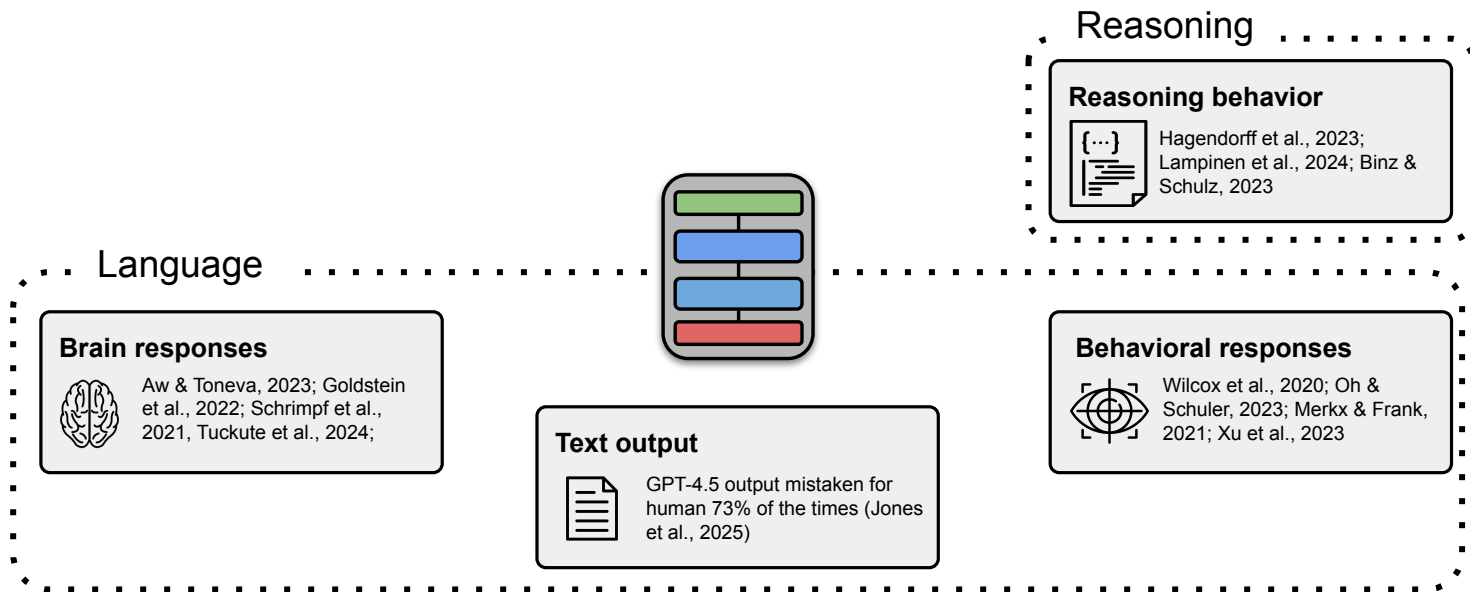 Reasoning
Reasoning behavior
{···}
Hagendorff et al., 2023;
Lampinen et al., 2024; Binz &
Schulz, 2023
Language
Brain responses
Aw & Toneva, 2023; Goldstein
et al., 2022; Schrimpf et al.,
2021, Tuckute et al., 2024;
Text output
GPT-4.5 output mistaken for
human 73% of the times (Jones
et al., 2025)
Behavioral responses
Wilcox et al., 2020; Oh &
Schuler, 2023; Merkx & Frank,
2021; Xu et al., 2023